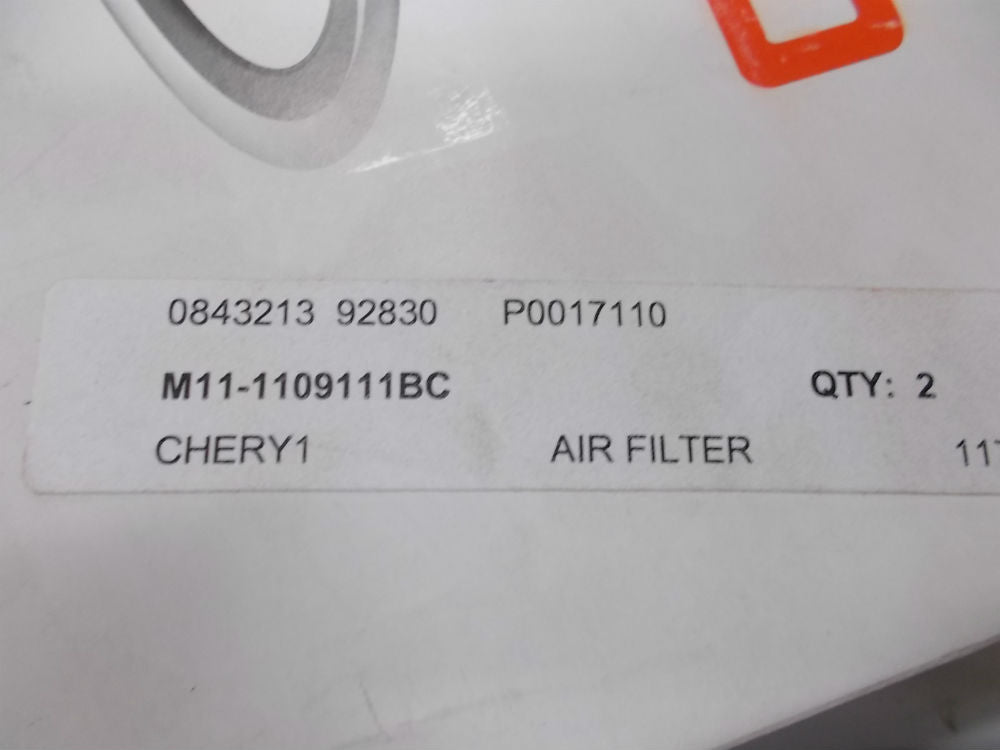 0843213 92830 P0017110
M11-1109111BC QTY: 2
CHERY1 AIR FILTER